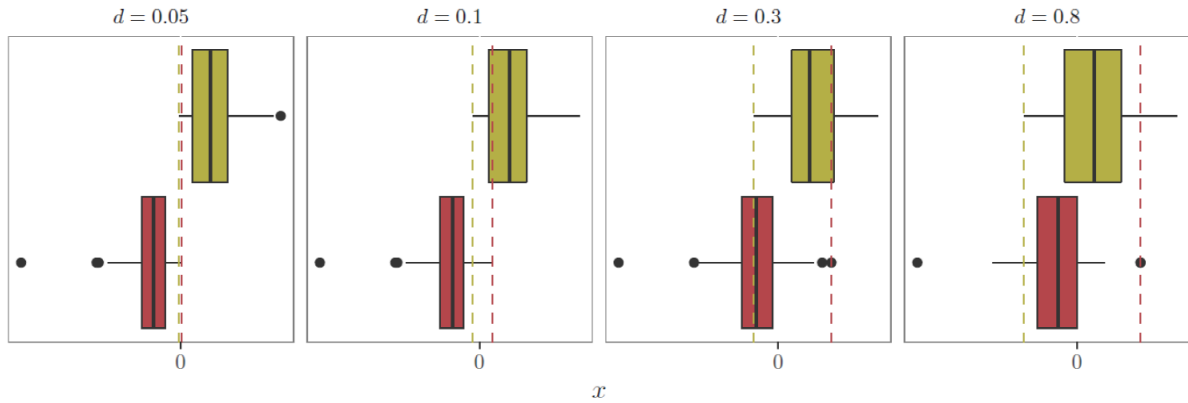 d = 0.05 d = 0.1 d = 0.3 d = 0.8
0 0 0 0
x